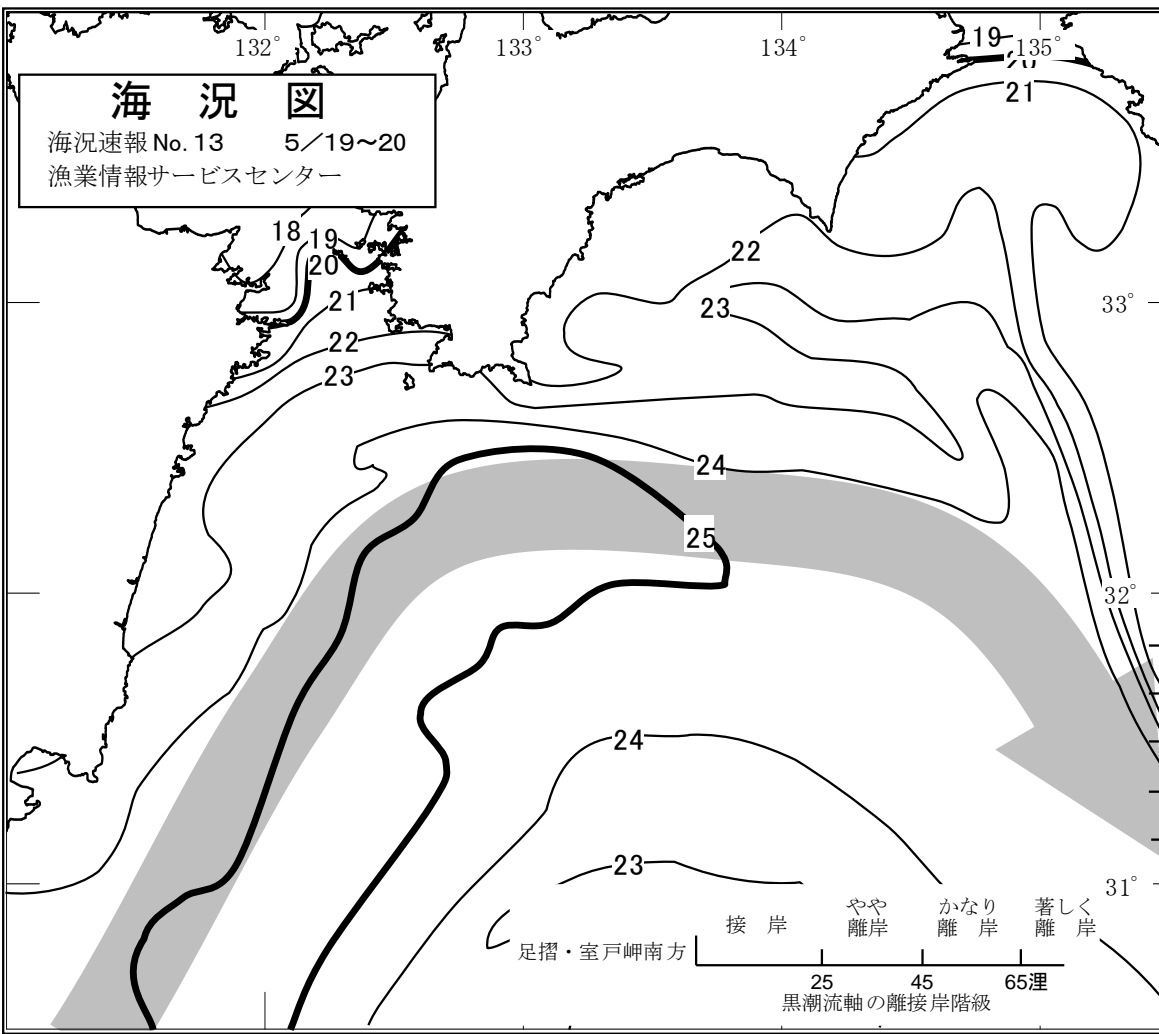 132° 133° 134° 135°
19
20
21
海 況 図
海況速報 No. 13 5／19～20
漁業情報サービスセンター
18 19
20
22
21
23
33°
22
23
24
25
32°
24
23
31°
接 岸 やや離岸 かなり離 岸 著しく離 岸
足摺・室戸岬南方
25 45 65浬
黒潮流軸の離接岸階級